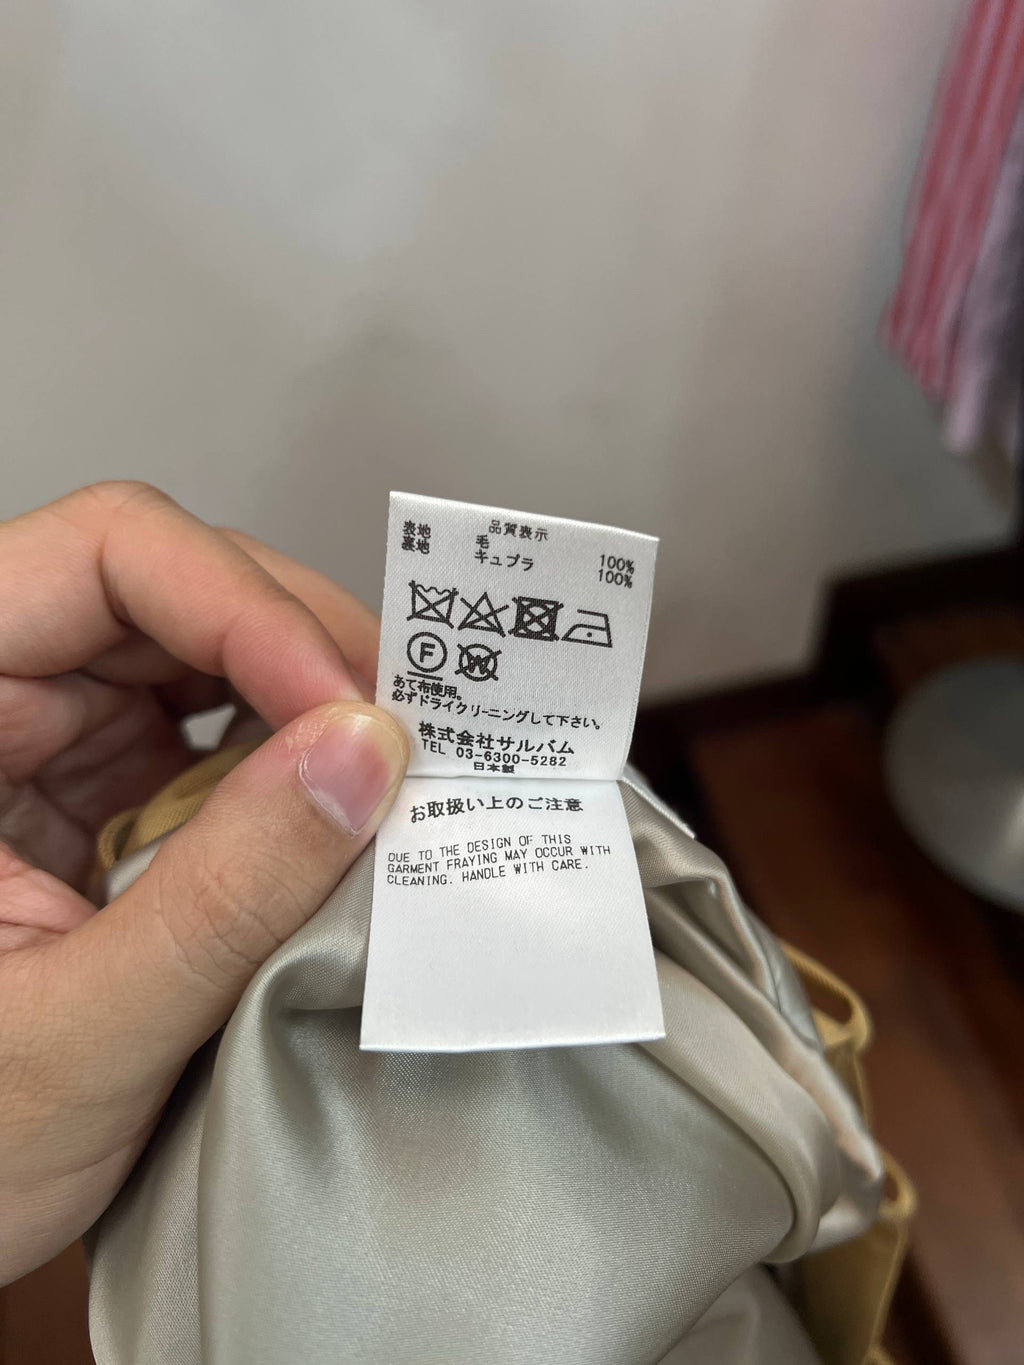 品質表示
表地 毛 100%
裏地 キュプラ 100%
F
W
あて布使用。
必ずドライクリーニングして下さい。
株式会社サルバム
TEL 03-6300-5282
日本製
お取扱い上のご注意
DUE TO THE DESIGN OF THIS
GARMENT FRAYING MAY OCCUR WITH
CLEANING. HANDLE WITH CARE.